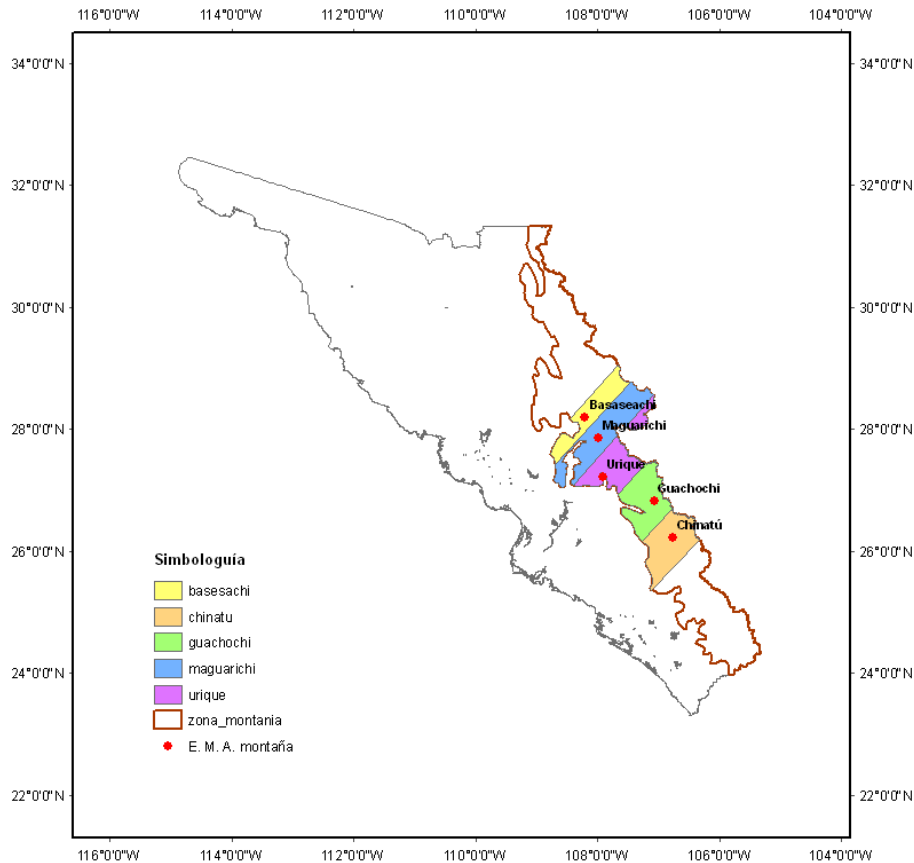 116°0'0"W 114°0'0"W 112°0'0"W 110°0'0"W 108°0'0"W 106°0'0"W 104°0'0"W
34°0'0"N 34°0'0"N
32°0'0"N 32°0'0"N
30°0'0"N 30°0'0"N
28°0'0"N 28°0'0"N
26°0'0"N 26°0'0"N
24°0'0"N 24°0'0"N
22°0'0"N 22°0'0"N
Basaseachi
Maguarichi
Urique
Guachochi
Chinatú
Simbologuía
basesachi
chinatu
guachochi
maguarichi
urique
zona_montania
E. M. A. montaña
116°0'0"W 114°0'0"W 112°0'0"W 110°0'0"W 108°0'0"W 106°0'0"W 104°0'0"W